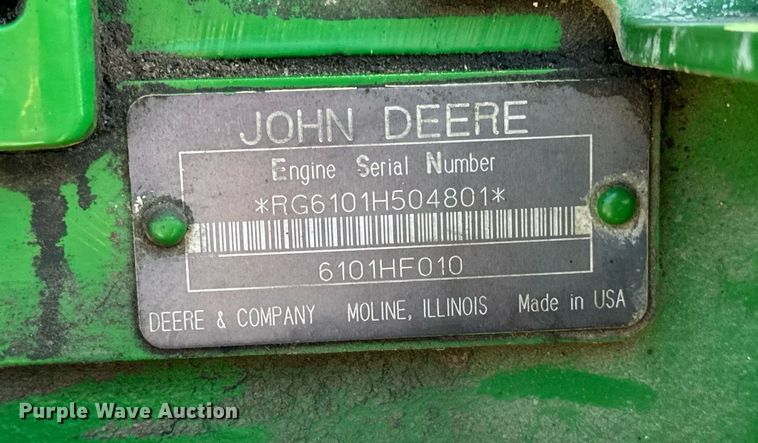 JOHN DEERE
Engine Serial Number
*RG6101H504801*
6101HF010
DEERE & COMPANY MOLINE, ILLINOIS Made in USA
Purple Wave Auction